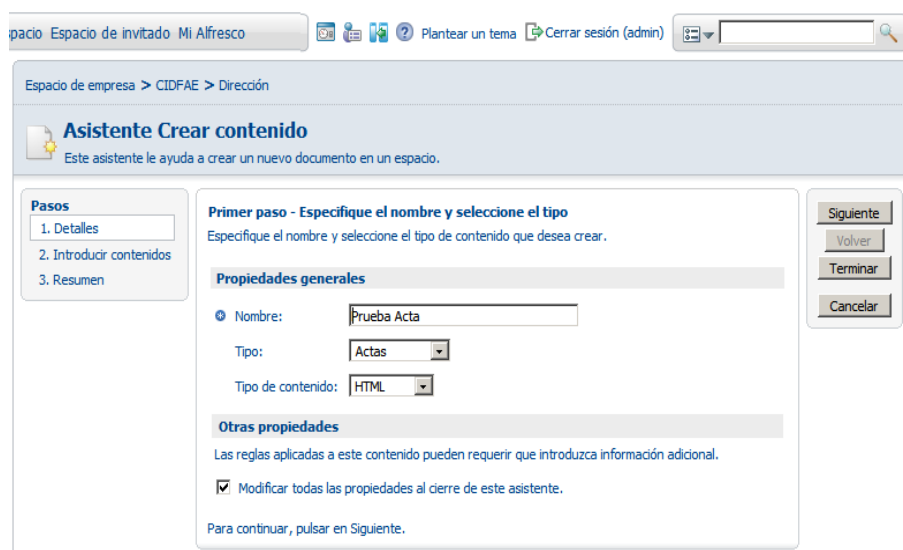 pacio Espacio de invitado Mi Alfresco Plantear un tema Cerrar sesión (admin)
Espacio de empresa > CIDFAE > Dirección
Asistente Crear contenido
Este asistente le ayuda a crear un nuevo documento en un espacio.
Pasos
1. Detalles
2. Introducir contenidos
3. Resumen
Primer paso - Especifique el nombre y seleccione el tipo
Especifique el nombre y seleccione el tipo de contenido que desea crear.
Propiedades generales
Nombre: Prueba Acta
Tipo: Actas
Tipo de contenido: HTML
Otras propiedades
Las reglas aplicadas a este contenido pueden requerir que introduzca información adicional.
Modificar todas las propiedades al cierre de este asistente.
Para continuar, pulsar en Siguiente.
Siguiente
Volver
Terminar
Cancelar